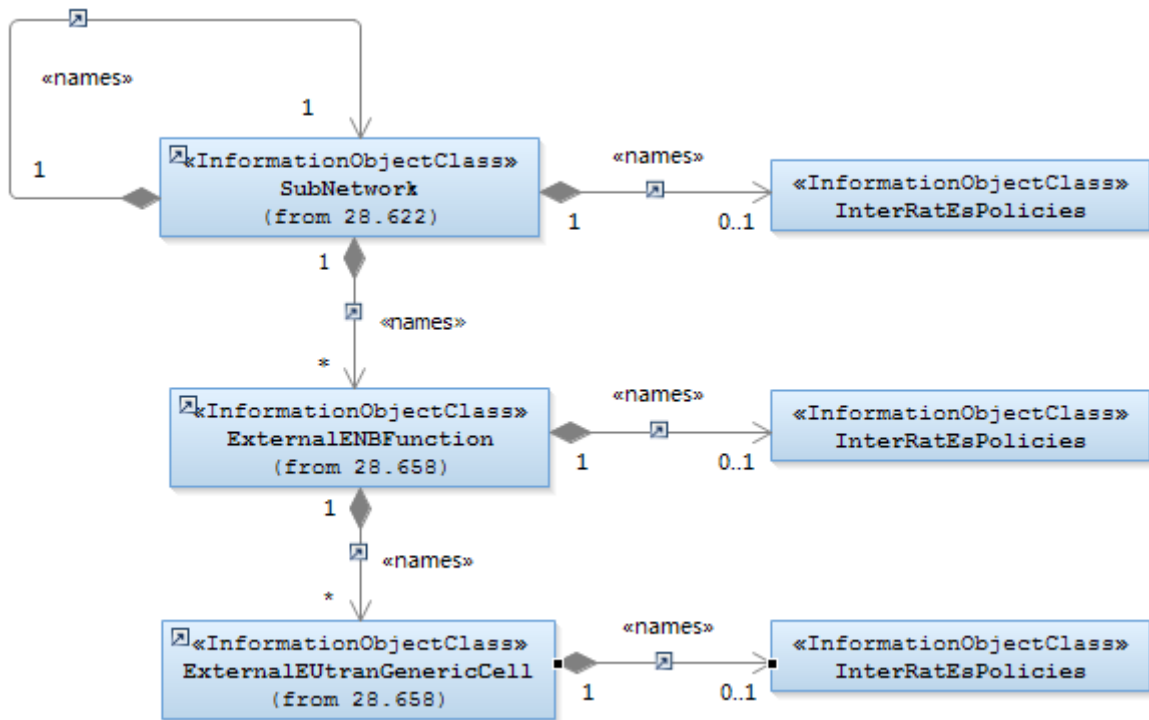 «names»
1
1
«InformationObjectClass»
SubNetwork
(from 28.622)
«names»
1
0..1
«InformationObjectClass»
InterRatEsPolicies
1
«names»
*
«InformationObjectClass»
ExternalENBFunction
(from 28.658)
«names»
1
0..1
«InformationObjectClass»
InterRatEsPolicies
1
«names»
*
«InformationObjectClass»
ExternalEUtranGenericCell
(from 28.658)
«names»
1
0..1
«InformationObjectClass»
InterRatEsPolicies